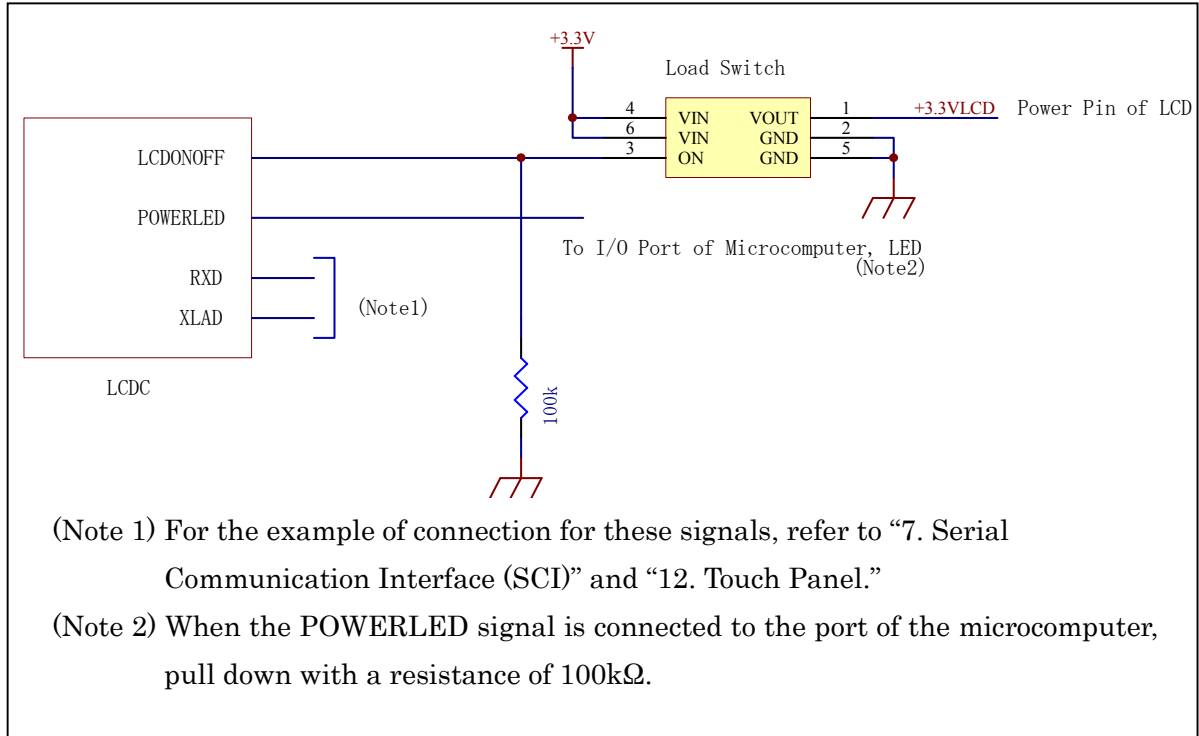 +3.3V
Load Switch
4 VIN VOUT 1 +3.3VLCD Power Pin of LCD
6 VIN GND 2
3 ON GND 5
LCDONOFF
POWERLED
To I/O Port of Microcomputer, LED
(Note2)
RXD
(Note1)
XLAD
LCDC
100k
(Note 1) For the example of connection for these signals, refer to “7. Serial
Communication Interface (SCI)” and “12. Touch Panel.”
(Note 2) When the POWERLED signal is connected to the port of the microcomputer,
pull down with a resistance of 100kΩ.